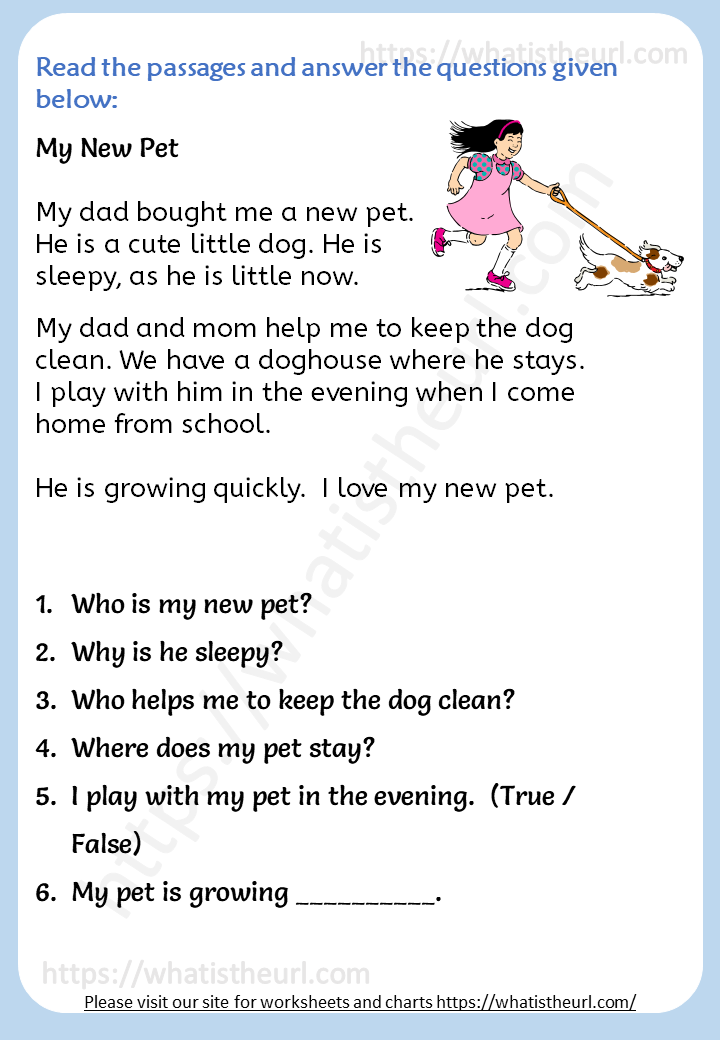 https://whatistheurl.com
Read the passages and answer the questions given
below:
My New Pet
My dad bought me a new pet.
He is a cute little dog. He is
sleepy, as he is little now.
My dad and mom help me to keep the dog
clean. We have a doghouse where he stays.
I play with him in the evening when I come
home from school.
He is growing quickly.  I love my new pet.
https://whatistheurl.com
1. Who is my new pet?
2. Why is he sleepy?
3. Who helps me to keep the dog clean?
4. Where does my pet stay?
5. I play with my pet in the evening.  (True /
False)
6. My pet is growing __________.
https://whatistheurl.com
Please visit our site for worksheets and charts https://whatistheurl.com/